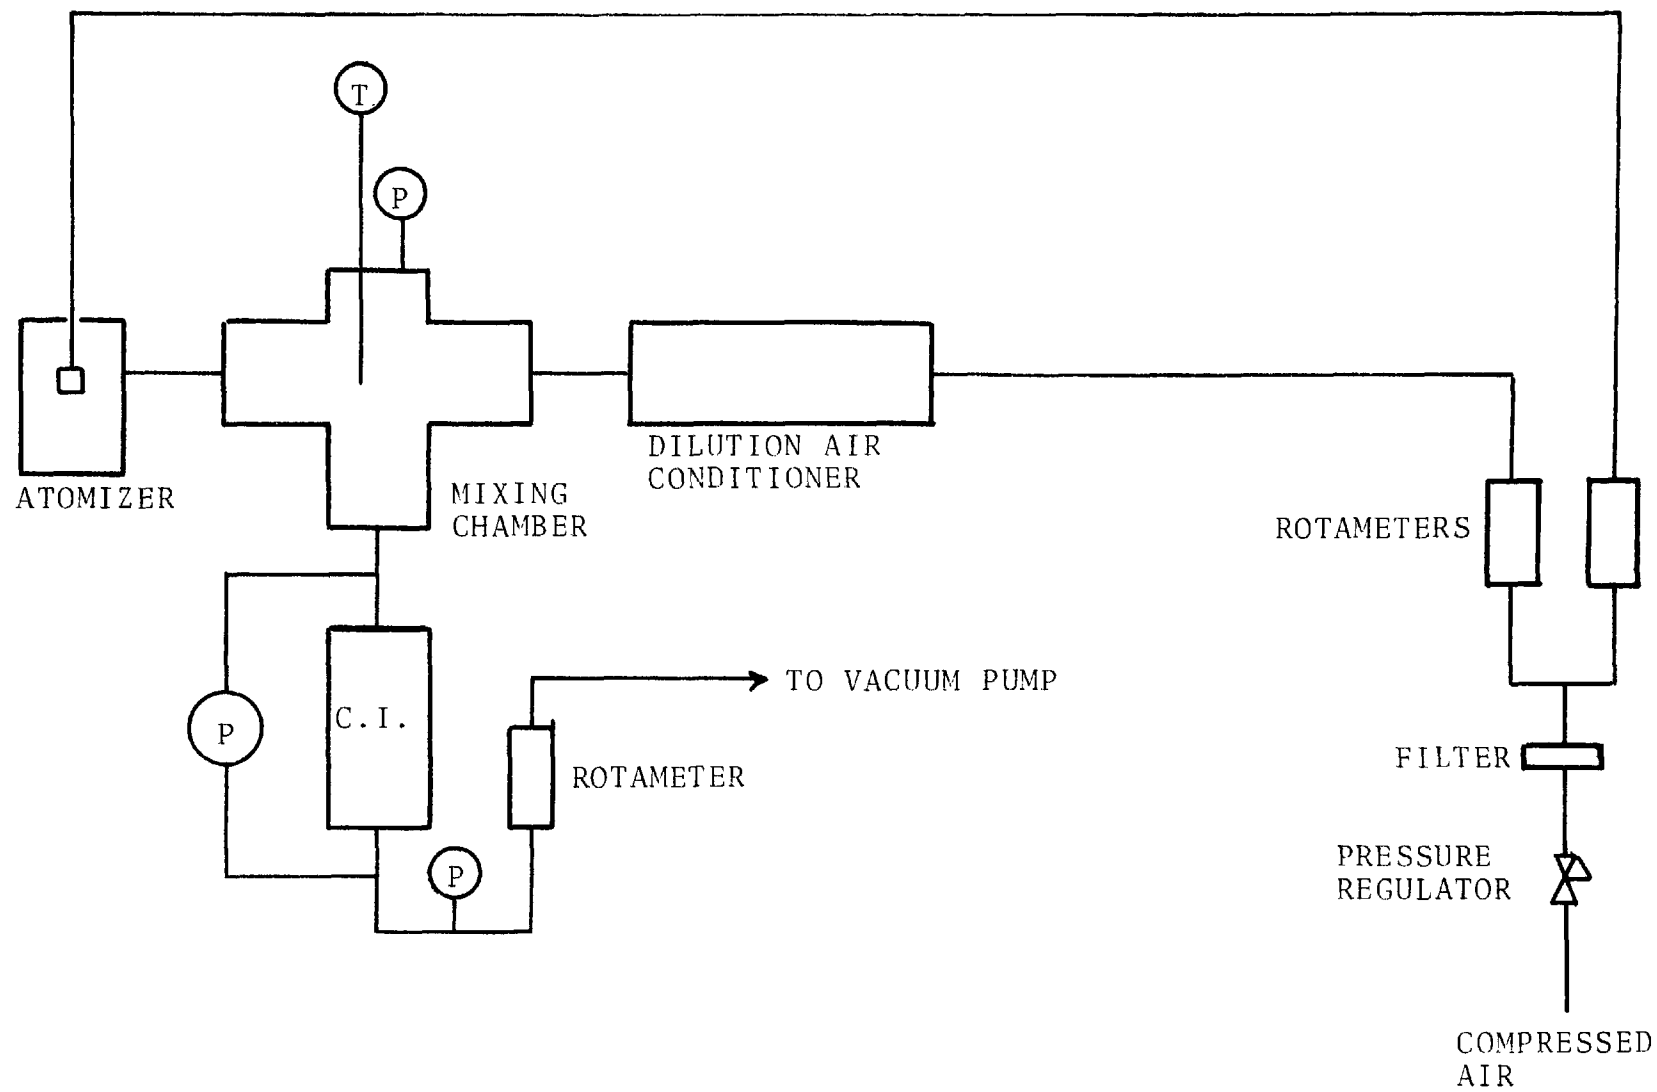 T
P
DILUTION AIR
CONDITIONER
ATOMIZER
MIXING
CHAMBER
ROTAMETERS
P
C.I.
TO VACUUM PUMP
ROTAMETER
FILTER
P
PRESSURE
REGULATOR
COMPRESSED
AIR